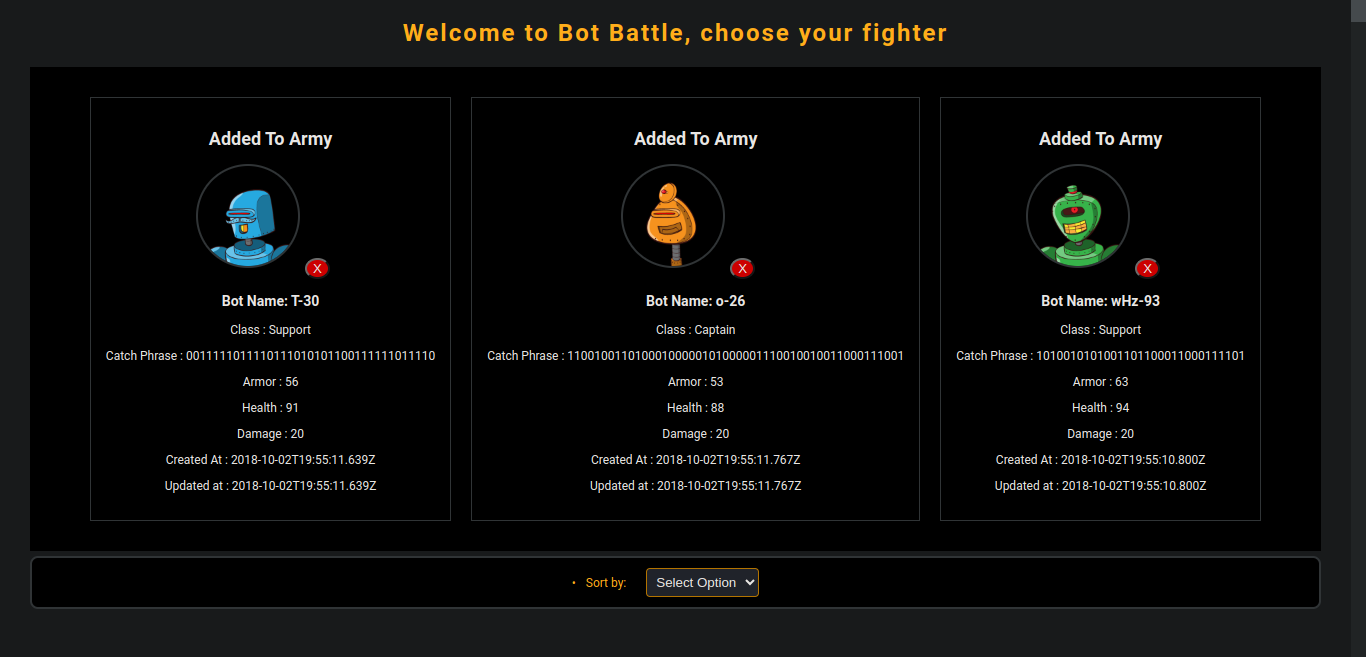 Welcome to Bot Battle, choose your fighter
Added To Army
X
Bot Name: T-30
Class : Support
Catch Phrase : 0011111011110111010101100111111011110
Armor : 56
Health : 91
Damage : 20
Created At : 2018-10-02T19:55:11.639Z
Updated at : 2018-10-02T19:55:11.639Z
Added To Army
X
Bot Name: o-26
Class : Captain
Catch Phrase : 1100100110100010000010100000111001001001100011​1001
Armor : 53
Health : 88
Damage : 20
Created At : 2018-10-02T19:55:11.767Z
Updated at : 2018-10-02T19:55:11.767Z
Added To Army
X
Bot Name: wHz-93
Class : Support
Catch Phrase : 10100101010011011000110001​11101
Armor : 63
Health : 94
Damage : 20
Created At : 2018-10-02T19:55:10.800Z
Updated at : 2018-10-02T19:55:10.800Z
• Sort by: Select Option